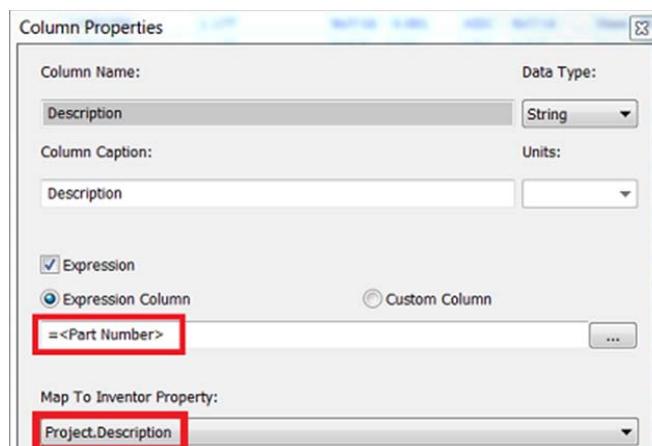 Column Properties
Column Name: Data Type:
Description String
Column Caption: Units:
Description
Expression
Expression Column Custom Column
=<Part Number> ...
Map To Inventor Property:
Project.Description